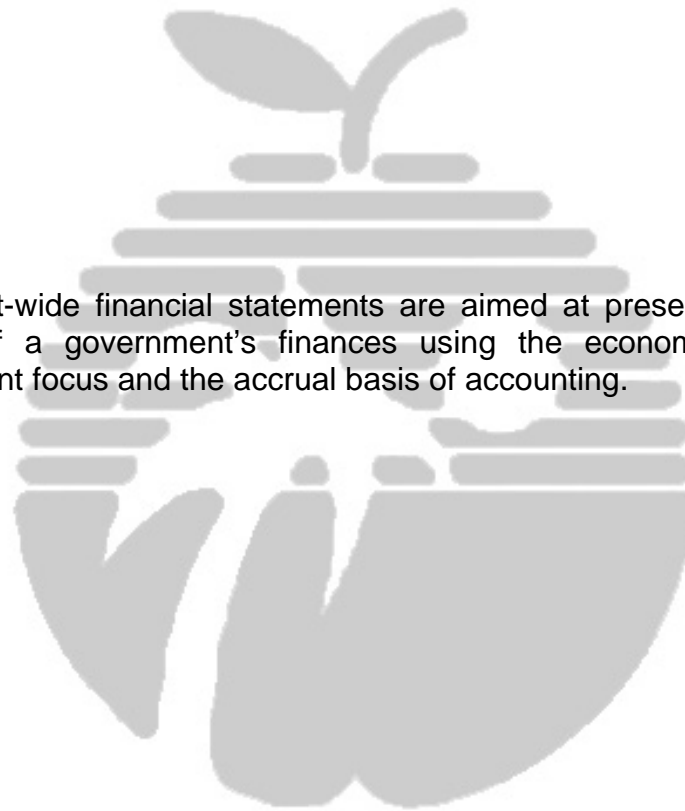 t-wide financial statements are aimed at prese
f a government’s finances using the econom
nt focus and the accrual basis of accounting.